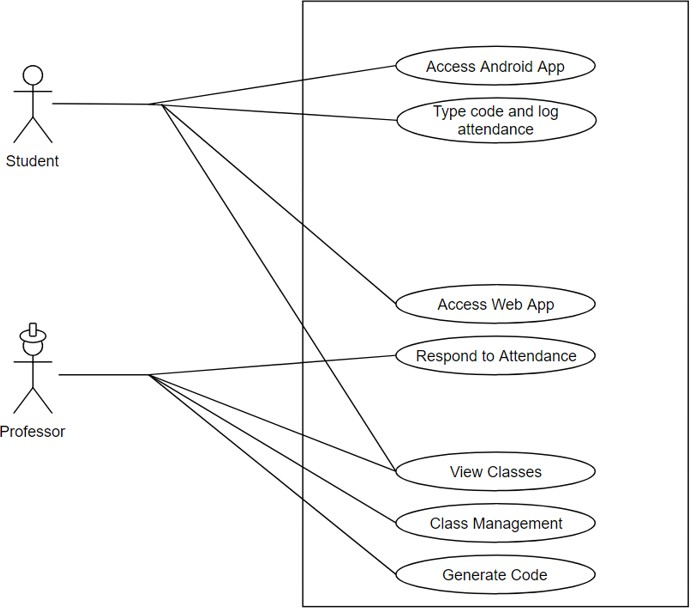 Access Android App
Type code and log
attendance
Student
Access Web App
Respond to Attendance
Professor
View Classes
Class Management
Generate Code